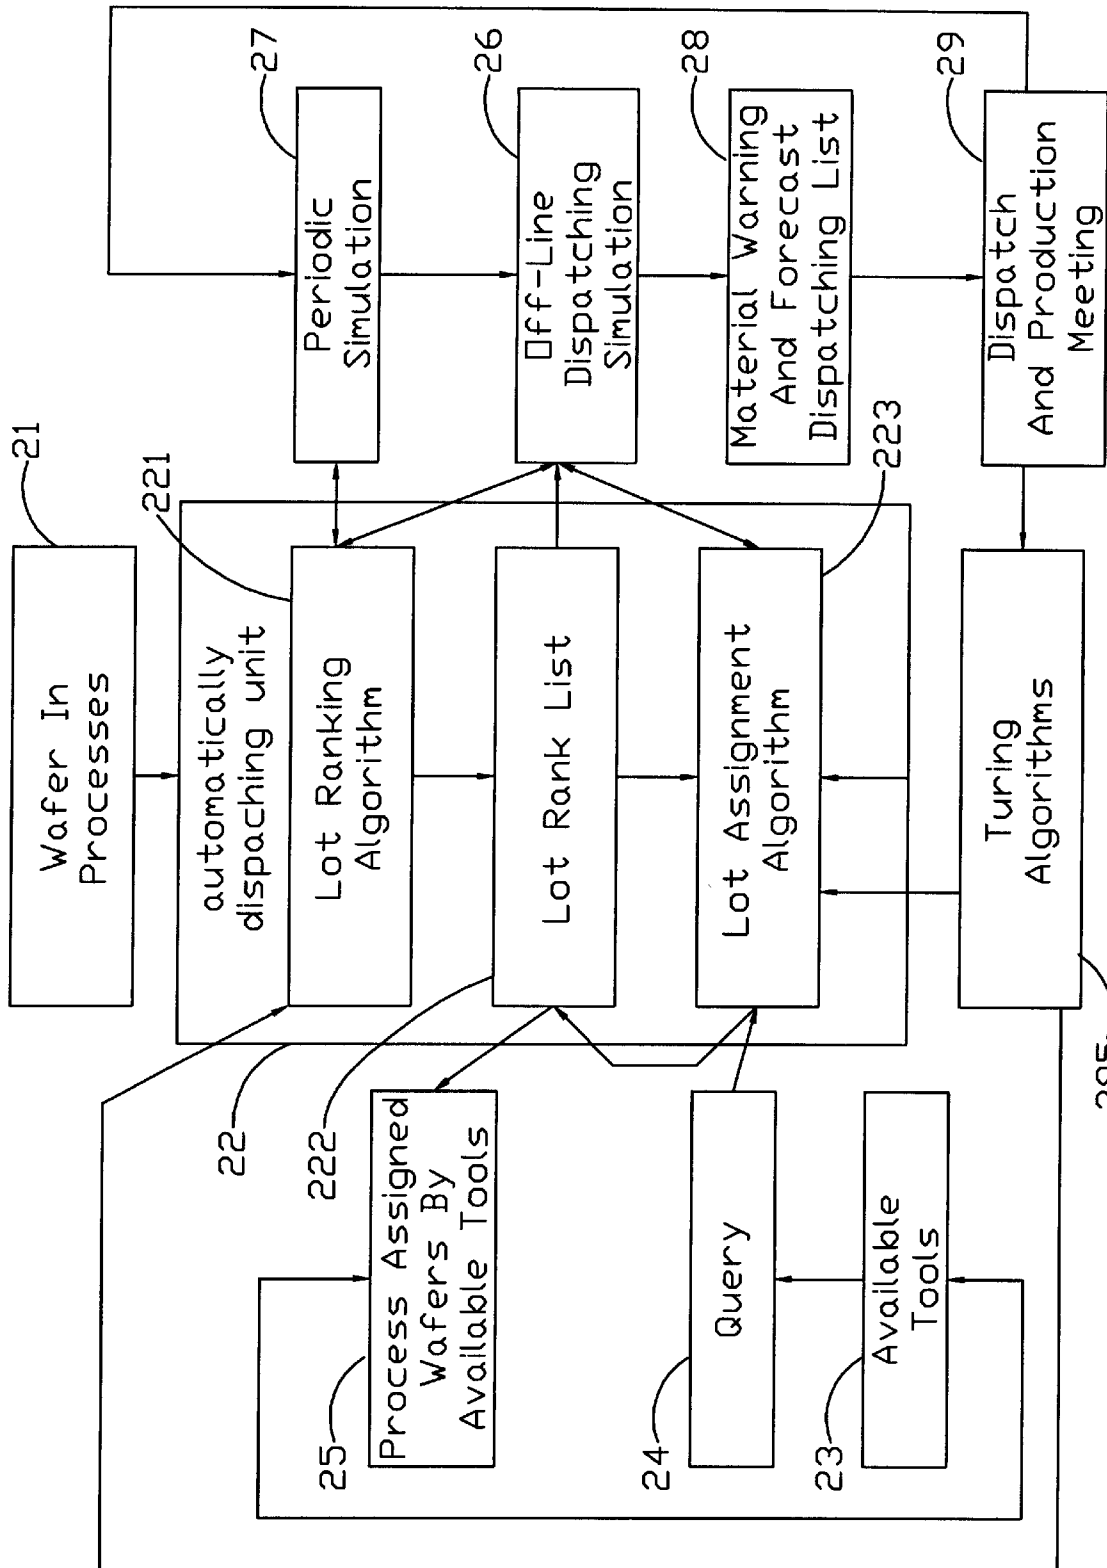 21
Wafer In
Processes
22
automatically
dispaching unit
221
Lot Ranking
Algorithm
222
Lot Rank List
223
Lot Assignment
Algorithm
Turing
Algorithms
25
Process Assigned
Wafers By
Available Tools
24
Query
23
Available
Tools
27
Periodic
Simulation
26
Off-Line
Dispatching
Simulation
28
Material Warning
And Forecast
Dispatching List
29
Dispatch
And Production
Meeting